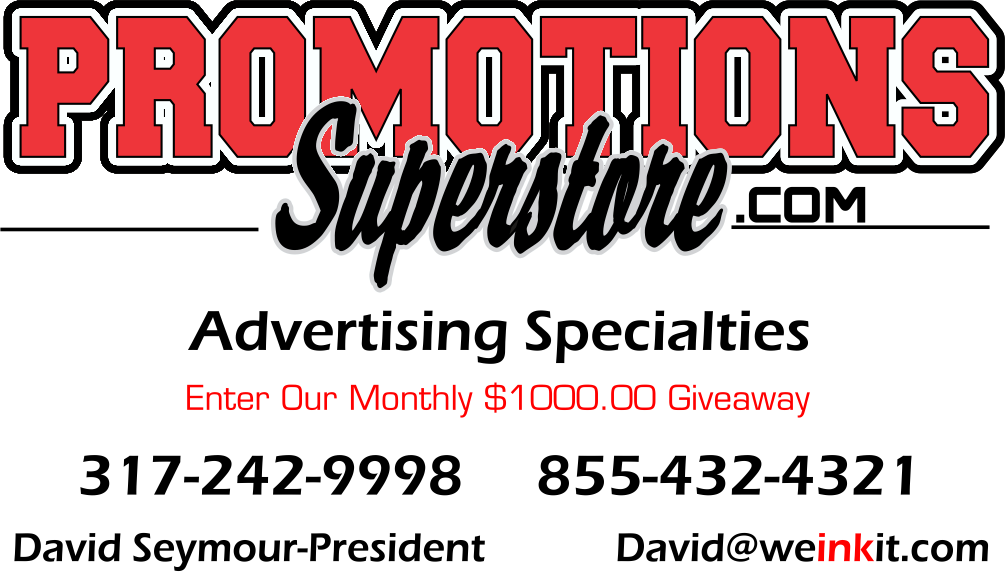 PROMOTIONS
Superstore.COM
Advertising Specialties
Enter Our Monthly $1000.00 Giveaway
317-242-9998 855-432-4321
David Seymour-President David@weinkit.com